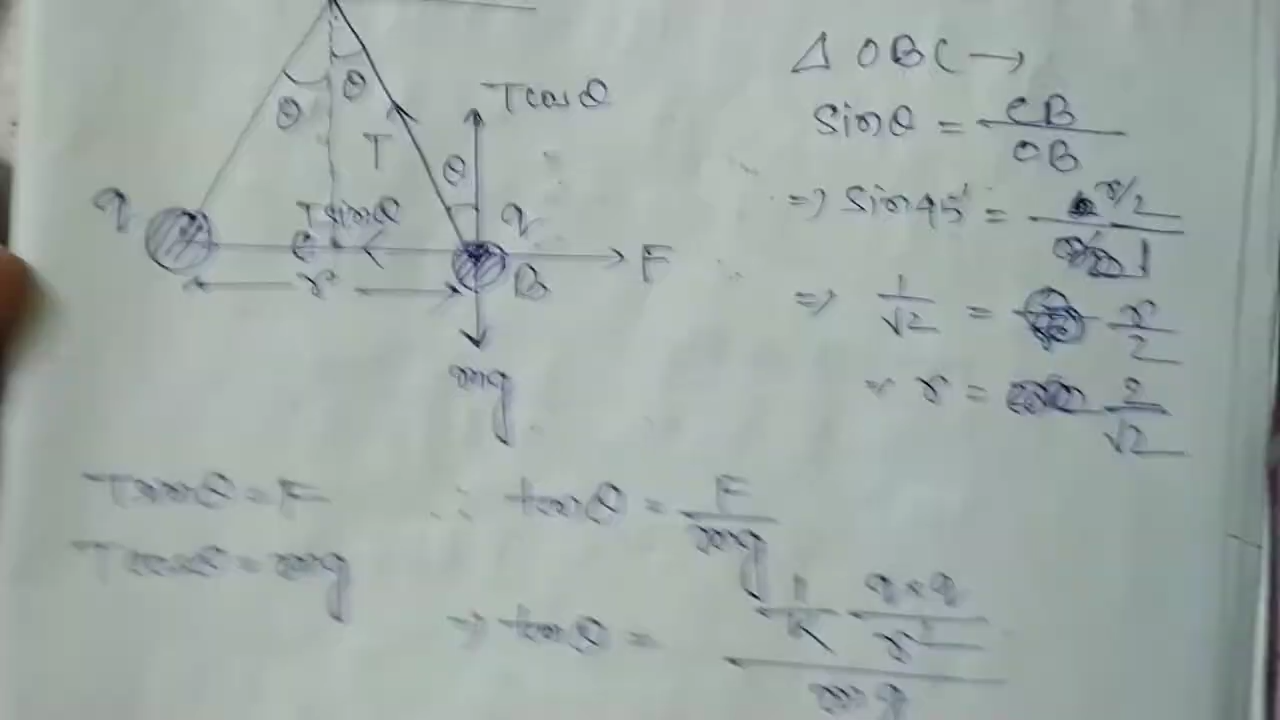 θ
θ
T cos θ
T
θ
q
T sin θ
q
C
F
B
r
mg
Δ OBC →
Sin θ = CB / OB
=> Sin 45° = r/2 / 1
=> 1/√2 = r/2
=> r = 2/√2
T sin θ = F
T cos θ = mg
∴ tan θ = F/mg
=> tan θ = 1/K q×q/r² / mg